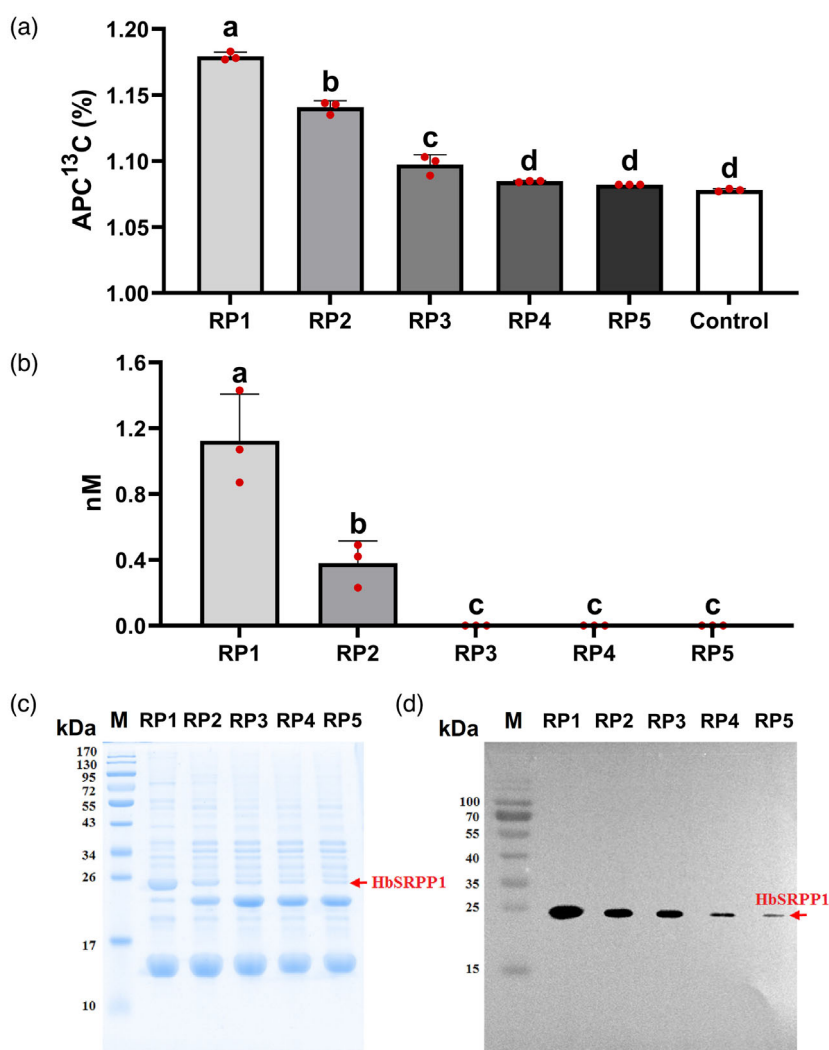 (a)
APC¹³C (%)
1.20
1.15
1.10
1.05
1.00
a b c d d d
RP1 RP2 RP3 RP4 RP5 Control
(b)
nM
1.6
1.2
0.8
0.4
0.0
a b c c c
RP1 RP2 RP3 RP4 RP5
(c)
kDa M RP1 RP2 RP3 RP4 RP5
170
130
95
72
55
43
34
26
17
10
HbSRPP1
(d)
kDa M RP1 RP2 RP3 RP4 RP5
100
70
55
40
35
25
15
HbSRPP1